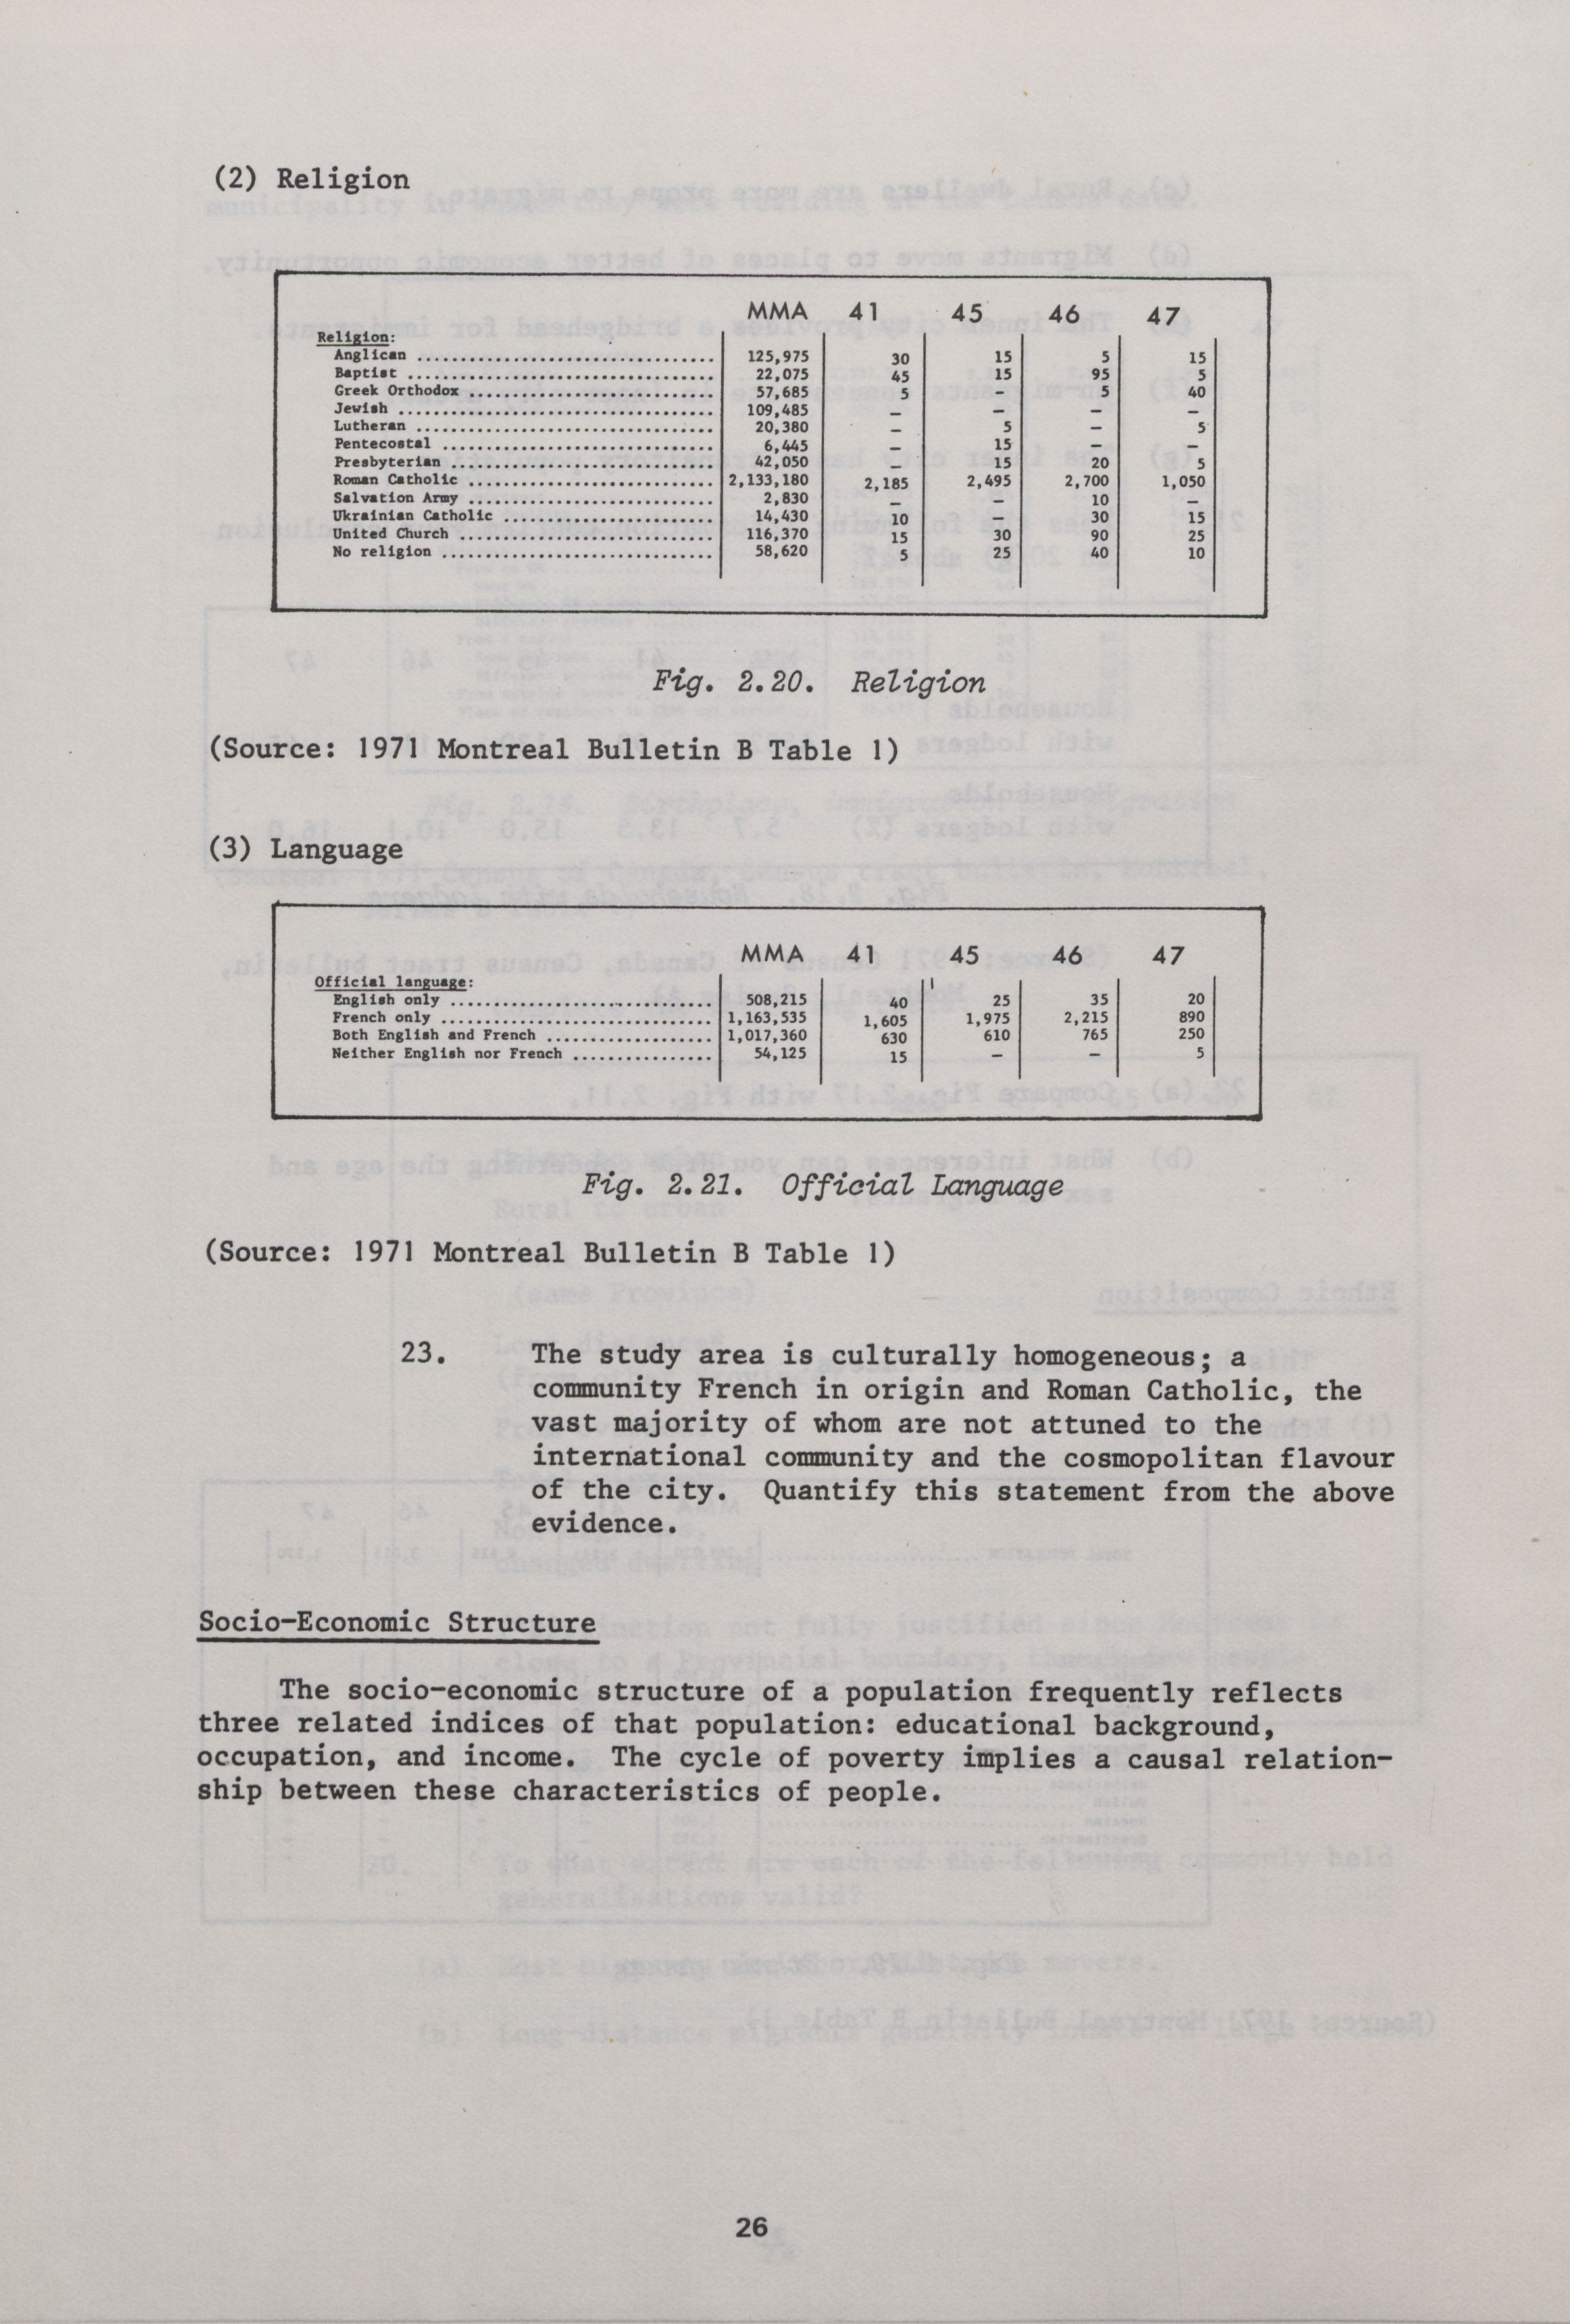 (2) Religion
MMA 41 45 46 47
Religion:
Anglican .................................. 125,975 30 15 5 15
Baptist ................................... 22,075 45 15 95 5
Greek Orthodox ............................ 57,685 5 – 5 40
Jewish .................................... 109,485 – – – –
Lutheran .................................. 20,380 – 5 – 5
Pentecostal ............................... 6,445 – 15 – –
Presbyterian .............................. 42,050 – 15 20 5
Roman Catholic ............................ 2,133,180 2,185 2,495 2,700 1,050
Salvation Army ............................ 2,830 – – 10 –
Ukrainian Catholic ........................ 14,430 10 – 30 15
United Church ............................. 116,370 15 30 90 25
No religion ............................... 58,620 5 25 40 10
Fig. 2.20. Religion
(Source: 1971 Montreal Bulletin B Table 1)
(3) Language
MMA 41 45 46 47
Official language:
English only .............................. 508,215 40 25 35 20
French only ............................... 1,163,535 1,605 1,975 2,215 890
Both English and French ................... 1,017,360 630 610 765 250
Neither English nor French ................ 54,125 15 – – 5
Fig. 2.21. Official Language
(Source: 1971 Montreal Bulletin B Table 1)
23. The study area is culturally homogeneous; a
community French in origin and Roman Catholic, the
vast majority of whom are not attuned to the
international community and the cosmopolitan flavour
of the city. Quantify this statement from the above
evidence.
Socio-Economic Structure
The socio-economic structure of a population frequently reflects
three related indices of that population: educational background,
occupation, and income. The cycle of poverty implies a causal relation-
ship between these characteristics of people.
26